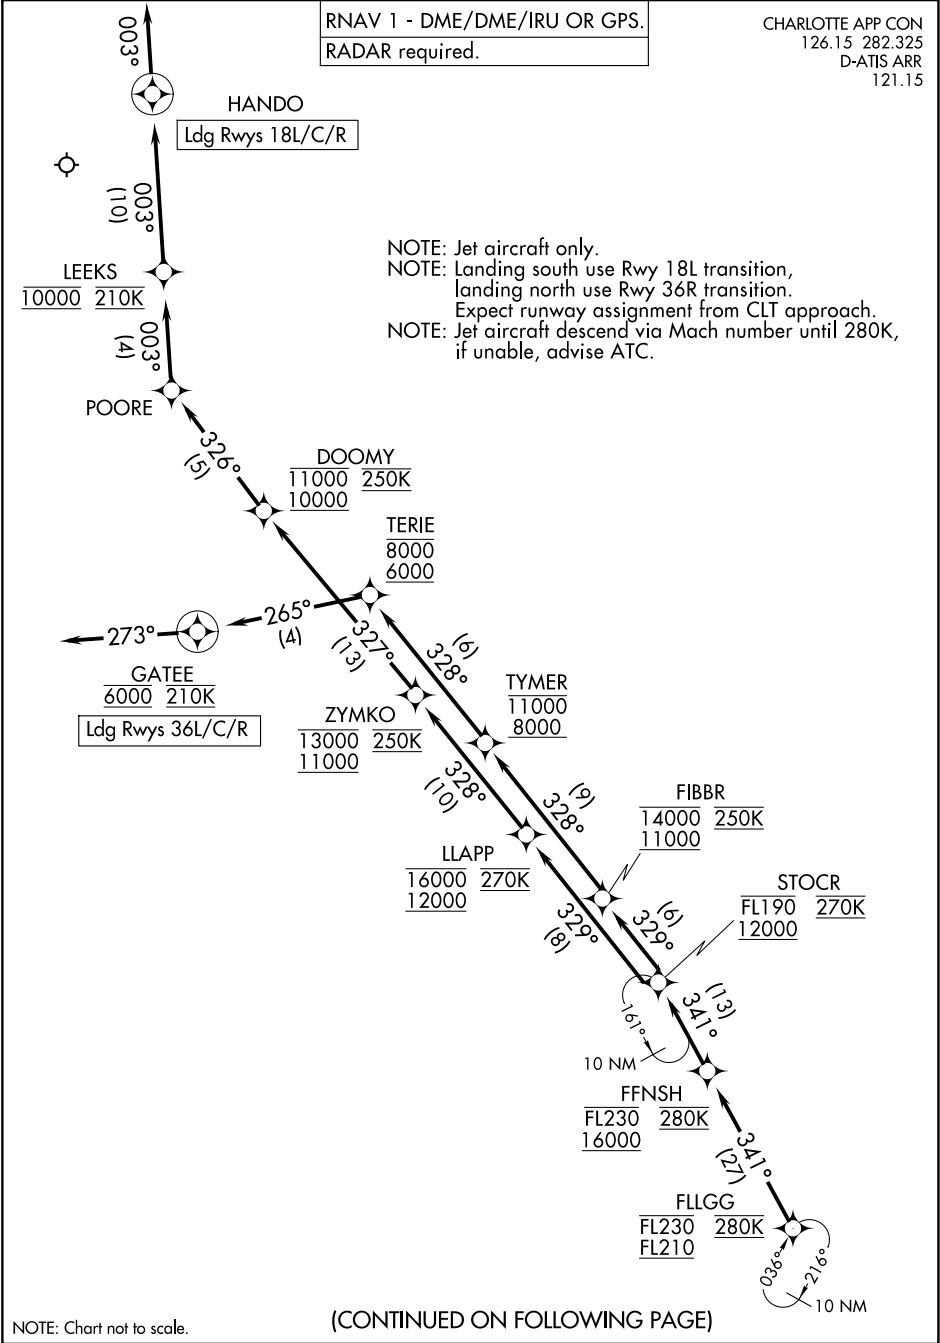 RNAV 1 - DME/DME/IRU OR GPS.
RADAR required.
CHARLOTTE APP CON
126.15 282.325
D-ATIS ARR
121.15
003°
HANDO
Ldg Rwys 18L/C/R
003°
(10)
LEEKS
10000 210K
NOTE: Jet aircraft only.
NOTE: Landing south use Rwy 18L transition,
landing north use Rwy 36R transition.
Expect runway assignment from CLT approach.
NOTE: Jet aircraft descend via Mach number until 280K,
if unable, advise ATC.
003°
(4)
POORE
326°
(5)
DOOMY
11000 250K
10000
TERIE
8000
6000
265°
(4)
273°
GATEE
6000 210K
Ldg Rwys 36L/C/R
327°
(13)
(6)
328°
TYMER
11000
8000
ZYMKO
13000 250K
11000
328°
(10)
(9)
328°
FIBBR
14000 250K
11000
LLAPP
16000 270K
12000
STOCR
FL190 270K
12000
329°
(8)
(6)
329°
161°
10 NM
(13)
341°
FFNSH
FL230 280K
16000
341°
(27)
FLLGG
FL230 280K
FL210
036°
216°
10 NM
NOTE: Chart not to scale.
(CONTINUED ON FOLLOWING PAGE)